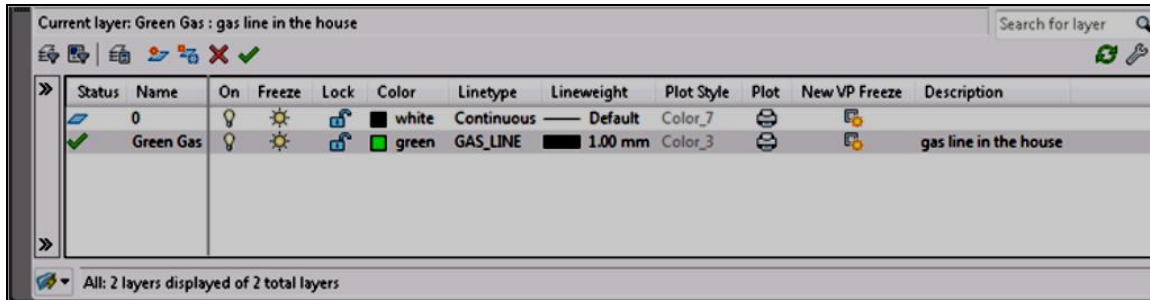 Current layer: Green Gas : gas line in the house Search for layer
Status Name On Freeze Lock Color Linetype Lineweight Plot Style Plot New VP Freeze Description
0 white Continuous Default Color_7
Green Gas green GAS_LINE 1.00 mm Color_3 gas line in the house
All: 2 layers displayed of 2 total layers